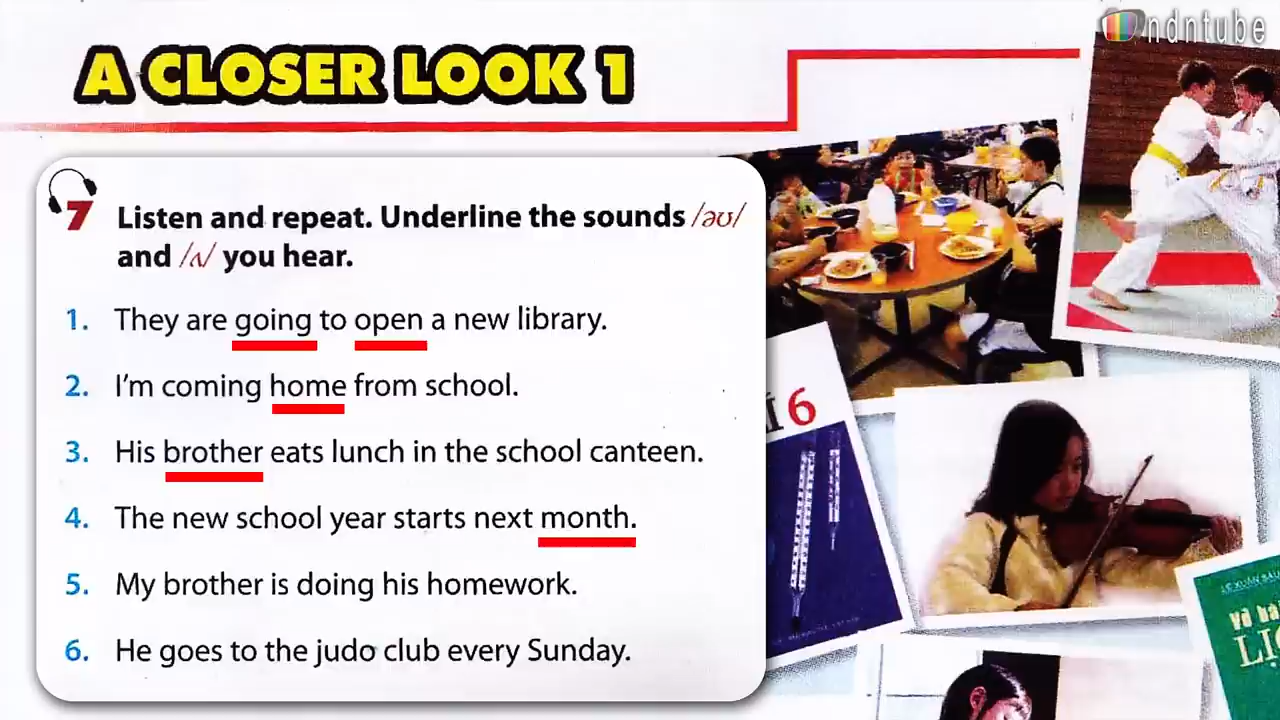 ndntube
A CLOSER LOOK 1
7 Listen and repeat. Underline the sounds /əʊ/
and /ʌ/ you hear.
1. They are going to open a new library.
2. I'm coming home from school.
3. His brother eats lunch in the school canteen.
4. The new school year starts next month.
5. My brother is doing his homework.
6. He goes to the judo club every Sunday.
6